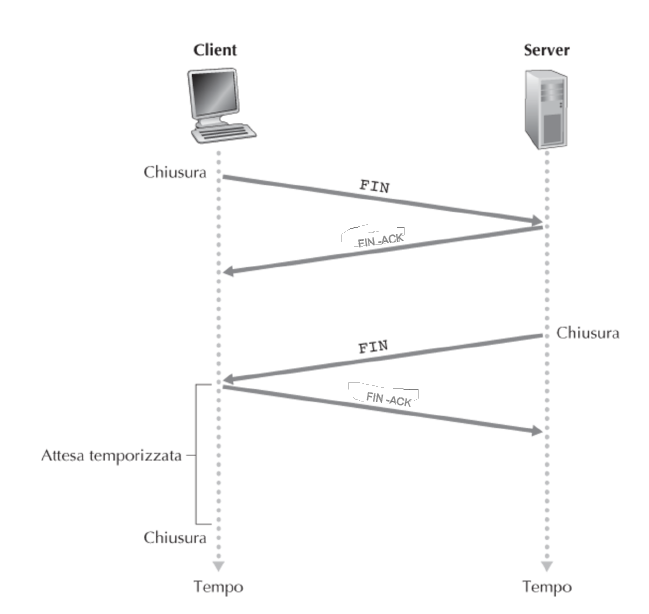 Client
Server
Chiusura
FIN
FIN-ACK
Chiusura
FIN
FIN-ACK
Attesa temporizzata
Chiusura
Tempo
Tempo